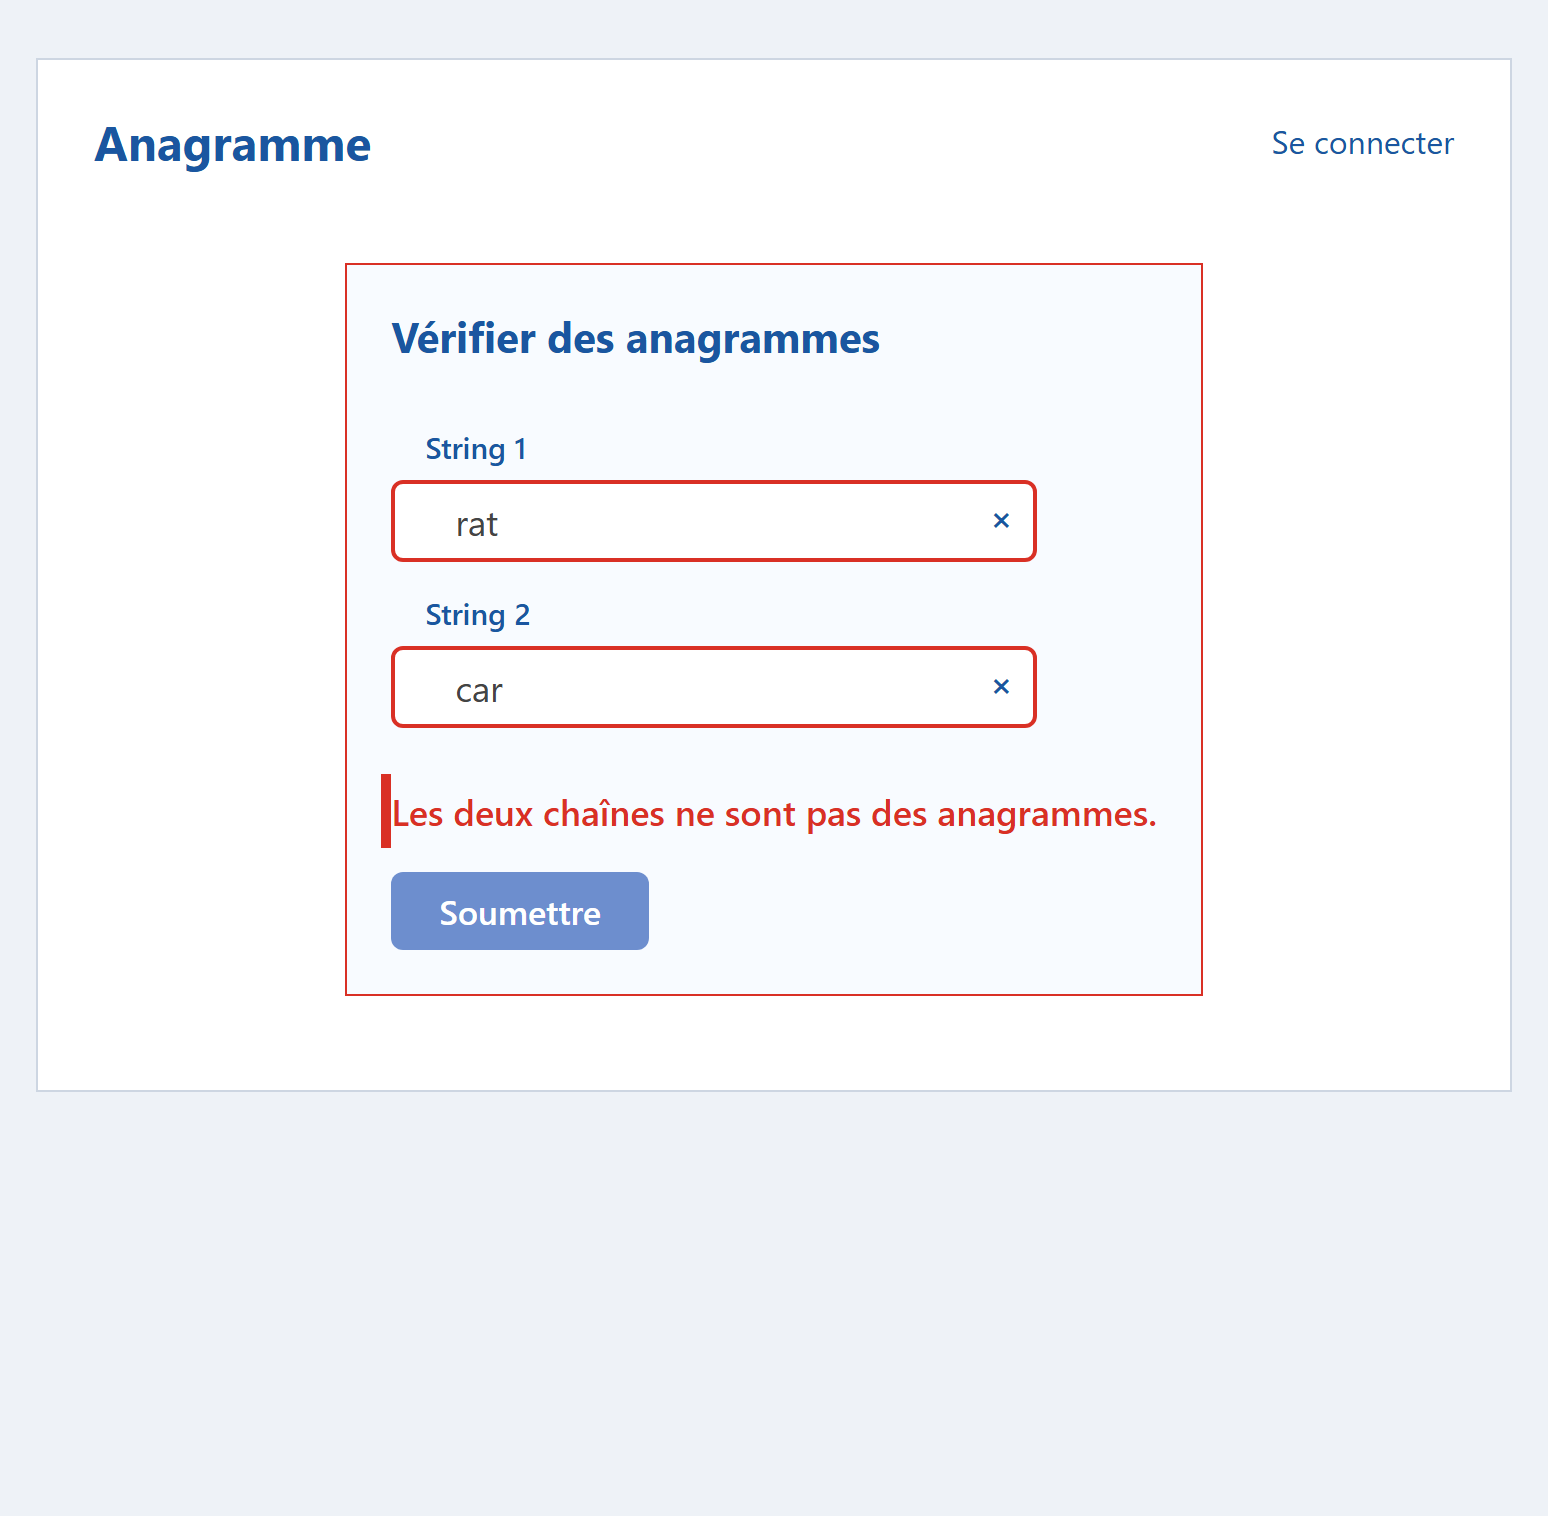 Anagramme
Se connecter
Vérifier des anagrammes
String 1
rat
×
String 2
car
×
Les deux chaînes ne sont pas des anagrammes.
Soumettre